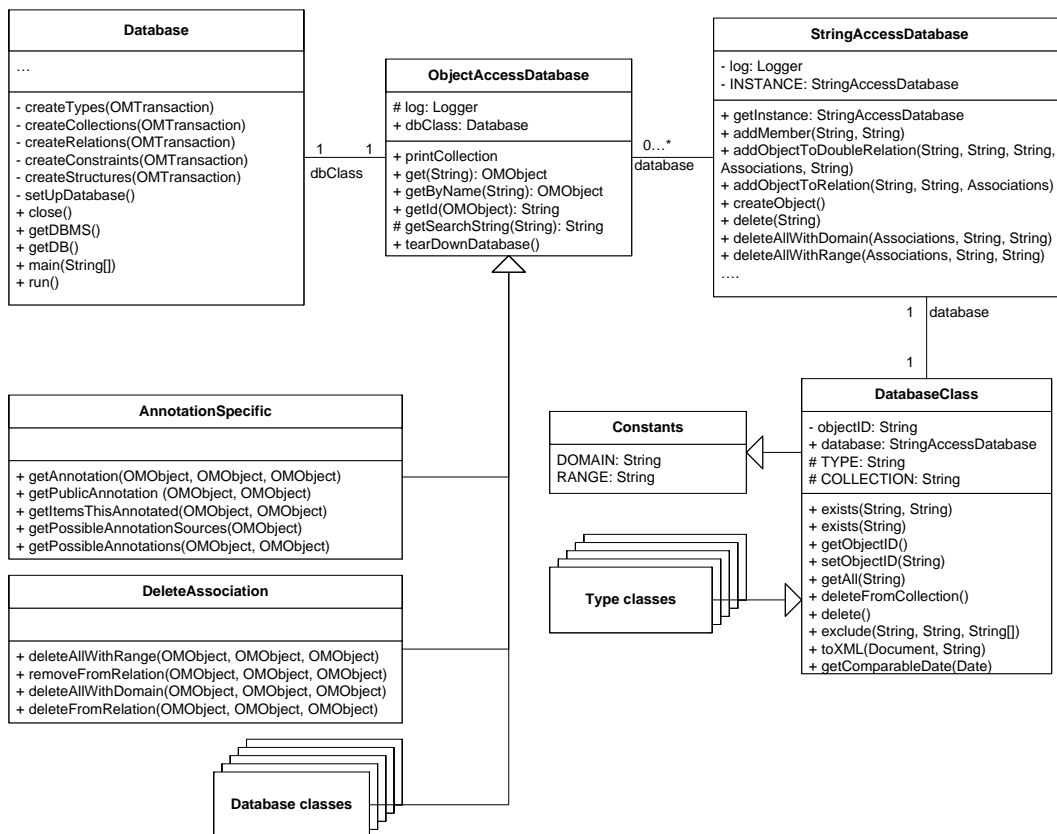 Database
…
- createTypes(OMTransaction)
- createCollections(OMTransaction)
- createRelations(OMTransaction)
- createConstraints(OMTransaction)
- createStructures(OMTransaction)
- setUpDatabase()
+ close()
+ getDBMS()
+ getDB()
+ main(String[])
+ run()
1
1
dbClass
ObjectAccessDatabase
# log: Logger
+ dbClass: Database
+ printCollection
+ get(String): OMObject
+ getByName(String): OMObject
+ getId(OMObject): String
# getSearchString(String): String
+ tearDownDatabase()
0…*
database
StringAccessDatabase
- log: Logger
- INSTANCE: StringAccessDatabase
+ getInstance: StringAccessDatabase
+ addMember(String, String)
+ addObjectToDoubleRelation(String, String, String,
Associations, String)
+ addObjectToRelation(String, String, Associations)
+ createObject()
+ delete(String)
+ deleteAllWithDomain(Associations, String, String)
+ deleteAllWithRange(Associations, String, String)
….
1
database
1
AnnotationSpecific
+ getAnnotation(OMObject, OMObject, OMObject)
+ getPublicAnnotation (OMObject, OMObject)
+ getItemsThisAnnotated(OMObject, OMObject)
+ getPossibleAnnotationSources(OMObject)
+ getPossibleAnnotations(OMObject, OMObject)
Constants
DOMAIN: String
RANGE: String
DatabaseClass
- objectID: String
+ database: StringAccessDatabase
# TYPE: String
# COLLECTION: String
+ exists(String, String)
+ exists(String)
+ getObjectID()
+ setObjectID(String)
+ getAll(String)
+ deleteFromCollection()
+ delete()
+ exclude(String, String, String[])
+ toXML(Document, String)
+ getComparableDate(Date)
Type classes
DeleteAssociation
+ deleteAllWithRange(OMObject, OMObject, OMObject)
+ removeFromRelation(OMObject, OMObject, OMObject)
+ deleteAllWithDomain(OMObject, OMObject, OMObject)
+ deleteFromRelation(OMObject, OMObject, OMObject)
Database classes